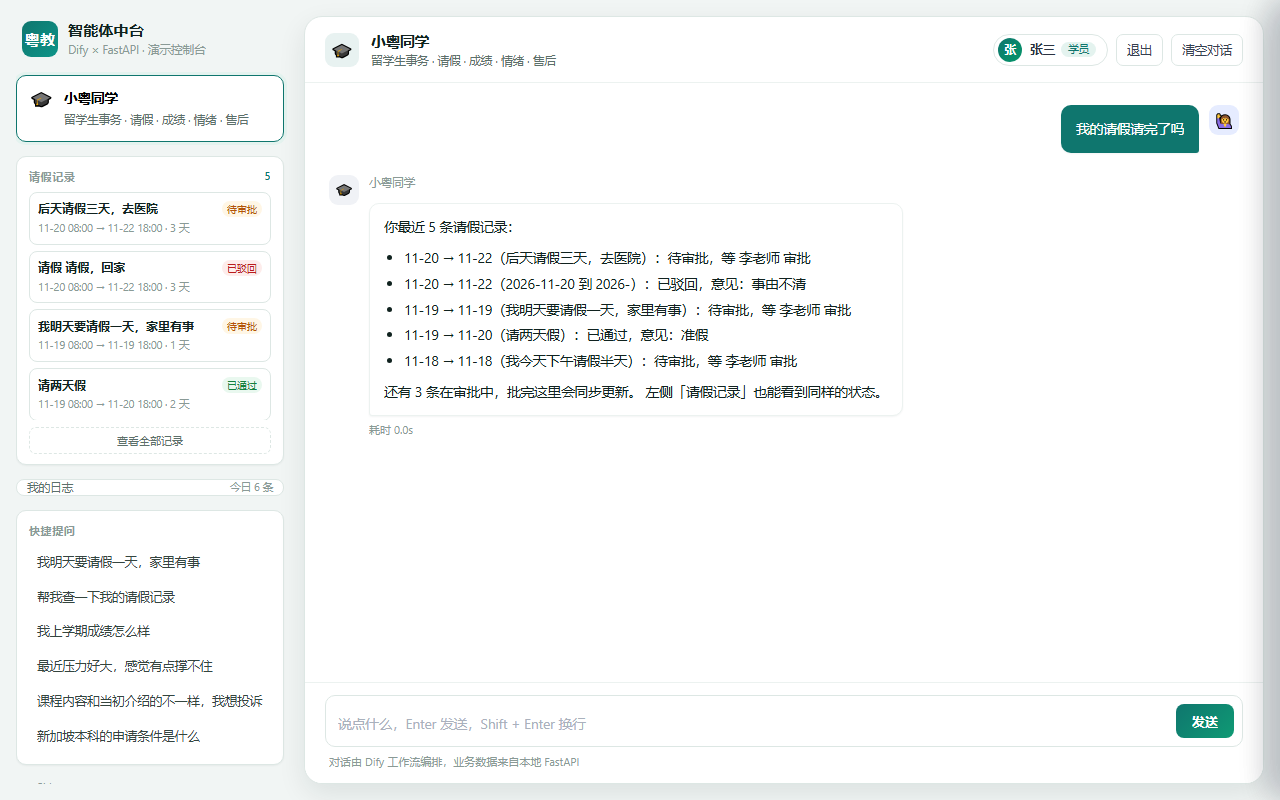 粤教
智能体中台
Dify × FastAPI · 演示控制台
小粤同学
留学生事务 · 请假 · 成绩 · 情绪 · 售后
请假记录
5
后天请假三天，去医院
待审批
11-20 08:00 → 11-22 18:00 · 3 天
请假 请假，回家
已驳回
11-20 08:00 → 11-22 18:00 · 3 天
我明天要请假一天，家里有事
待审批
11-19 08:00 → 11-19 18:00 · 1 天
请两天假
已通过
11-19 08:00 → 11-20 18:00 · 2 天
查看全部记录
我的日志
今日 6 条
快捷提问
我明天要请假一天，家里有事
帮我查一下我的请假记录
我上学期成绩怎么样
最近压力好大，感觉有点撑不住
课程内容和当初介绍的不一样，我想投诉
新加坡本科的申请条件是什么
小粤同学
留学生事务 · 请假 · 成绩 · 情绪 · 售后
张
张三
学员
退出
清空对话
我的请假请完了吗
小粤同学
你最近 5 条请假记录：
• 11-20 → 11-22（后天请假三天，去医院）：待审批，等 李老师 审批
• 11-20 → 11-22（2026-11-20 到 2026-）：已驳回，意见：事由不清
• 11-19 → 11-19（我明天要请假一天，家里有事）：待审批，等 李老师 审批
• 11-19 → 11-20（请两天假）：已通过，意见：准假
• 11-18 → 11-18（我今天下午请假半天）：待审批，等 李老师 审批
还有 3 条在审批中，批完这里会同步更新。 左侧「请假记录」也能看到同样的状态。
耗时 0.0s
说点什么，Enter 发送，Shift + Enter 换行
发送
对话由 Dify 工作流编排，业务数据来自本地 FastAPI